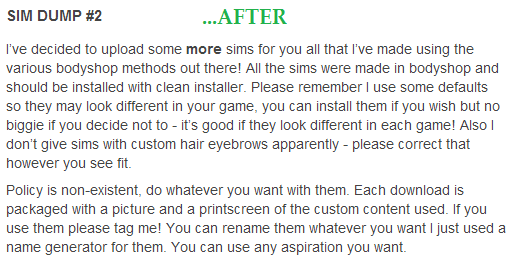 SIM DUMP #2 ...AFTER
I've decided to upload some more sims for you all that I've made using the
various bodyshop methods out there! All the sims were made in bodyshop and
should be installed with clean installer. Please remember I use some defaults
so they may look different in your game, you can install them if you wish but no
biggie if you decide not to - it's good if they look different in each game! Also I
don't give sims with custom hair eyebrows apparently - please correct that
however you see fit.
Policy is non-existent, do whatever you want with them. Each download is
packaged with a picture and a printscreen of the custom content used. If you
use them please tag me! You can rename them whatever you want I just used a
name generator for them. You can use any aspiration you want.